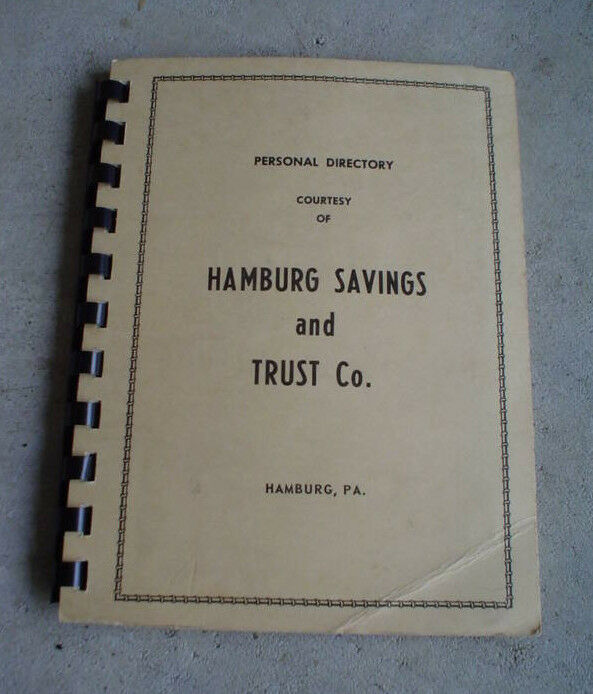 PERSONAL DIRECTORY
COURTESY
OF
HAMBURG SAVINGS
and
TRUST Co.
HAMBURG, PA.